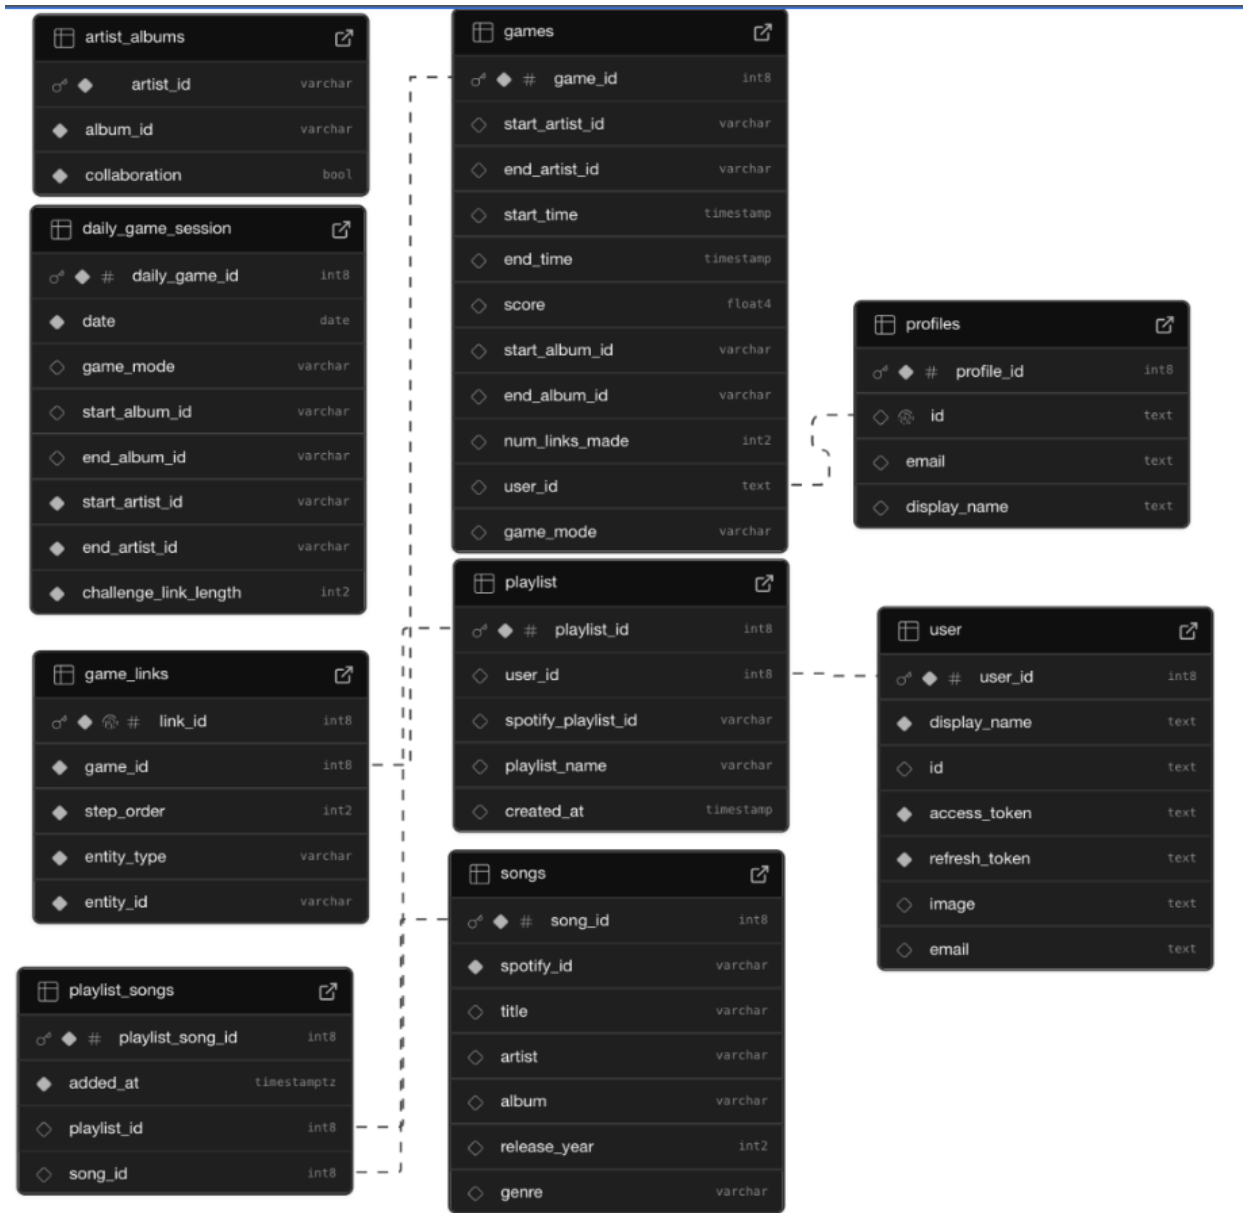 artist_albums
artist_id varchar
album_id varchar
collaboration bool
daily_game_session
# daily_game_id int8
date date
game_mode varchar
start_album_id varchar
end_album_id varchar
start_artist_id varchar
end_artist_id varchar
challenge_link_length int2
game_links
# link_id int8
game_id int8
step_order int2
entity_type varchar
entity_id varchar
playlist_songs
# playlist_song_id int8
added_at timestamptz
playlist_id int8
song_id int8
games
# game_id int8
start_artist_id varchar
end_artist_id varchar
start_time timestamp
end_time timestamp
score float4
start_album_id varchar
end_album_id varchar
num_links_made int2
user_id text
game_mode varchar
playlist
# playlist_id int8
user_id int8
spotify_playlist_id varchar
playlist_name varchar
created_at timestamp
songs
# song_id int8
spotify_id varchar
title varchar
artist varchar
album varchar
release_year int2
genre varchar
profiles
# profile_id int8
id text
email text
display_name text
user
# user_id int8
display_name text
id text
access_token text
refresh_token text
image text
email text